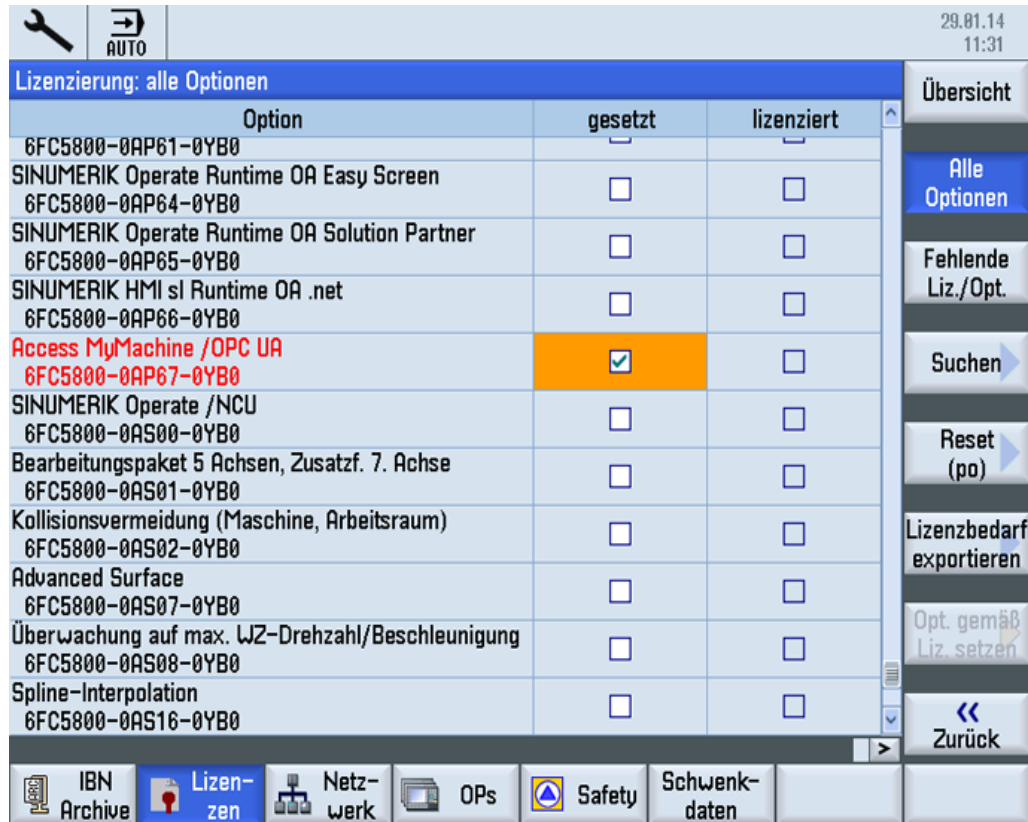 29.01.14
AUTO
11:31
Lizenzierung: alle Optionen
Übersicht
Option gesetzt lizenziert
6FC5800-0AP61-0YB0
SINUMERIK Operate Runtime OA Easy Screen
6FC5800-0AP64-0YB0
Alle
Optionen
SINUMERIK Operate Runtime OA Solution Partner
6FC5800-0AP65-0YB0
Fehlende
Liz./Opt.
SINUMERIK HMI sl Runtime OA .net
6FC5800-0AP66-0YB0
Access MyMachine /OPC UA
6FC5800-0AP67-0YB0
Suchen
SINUMERIK Operate /NCU
6FC5800-0AS00-0YB0
Reset
(po)
Bearbeitungspaket 5 Achsen, Zusatzf. 7. Achse
6FC5800-0AS01-0YB0
Kollisionsvermeidung (Maschine, Arbeitsraum)
6FC5800-0AS02-0YB0
Lizenzbedarf
exportieren
Advanced Surface
6FC5800-0AS07-0YB0
Opt. gemäß
Liz. setzen
Überwachung auf max. WZ-Drehzahl/Beschleunigung
6FC5800-0AS08-0YB0
Spline-Interpolation
6FC5800-0AS16-0YB0
Zurück
IBN
Archive
Lizen-
zen
Netz-
werk
OPs
Safety
Schwenk-
daten